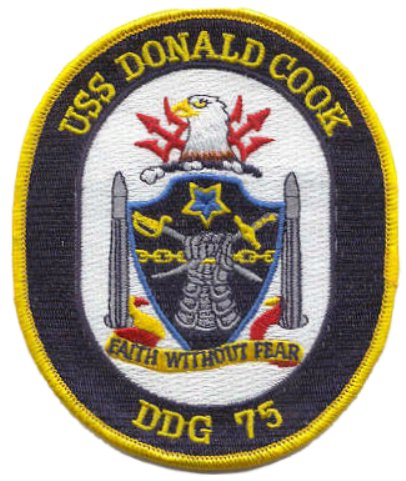 USS DONALD COOK
FAITH WITHOUT FEAR
DDG 75